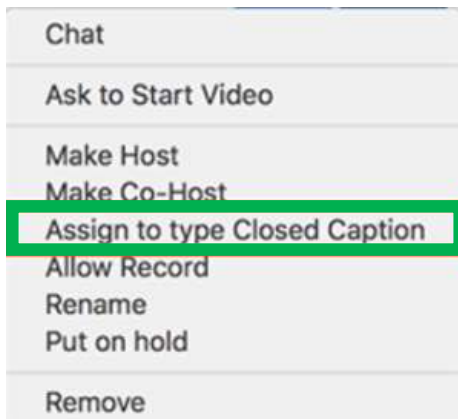 Chat
Ask to Start Video
Make Host
Make Co-Host
Assign to type Closed Caption
Allow Record
Rename
Put on hold
Remove